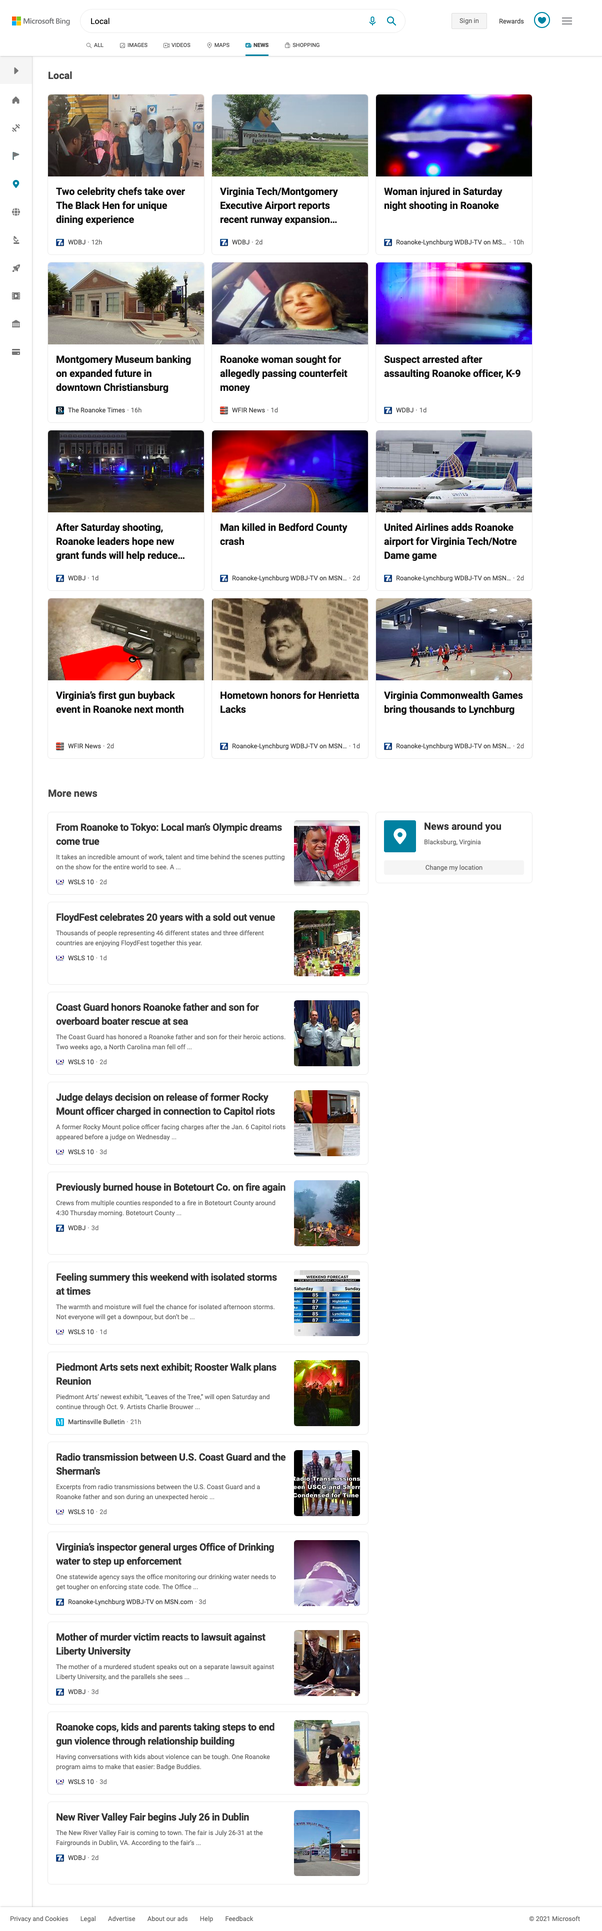 Microsoft Bing
Local
Sign in
Rewards
ALL
IMAGES
VIDEOS
MAPS
NEWS
SHOPPING
Local
Two celebrity chefs take over
The Black Hen for unique
dining experience
WDBJ · 12h
Virginia Tech/Montgomery
Executive Airport reports
recent runway expansion...
WDBJ · 2d
Woman injured in Saturday
night shooting in Roanoke
Roanoke-Lynchburg WDBJ-TV on MS... · 10h
Montgomery Museum banking
on expanded future in
downtown Christiansburg
The Roanoke Times · 16h
Roanoke woman sought for
allegedly passing counterfeit
money
WFIR News · 1d
Suspect arrested after
assaulting Roanoke officer, K-9
WDBJ · 1d
After Saturday shooting,
Roanoke leaders hope new
grant funds will help reduce...
WDBJ · 1d
Man killed in Bedford County
crash
Roanoke-Lynchburg WDBJ-TV on MSN... · 2d
UNITED
United Airlines adds Roanoke
airport for Virginia Tech/Notre
Dame game
Roanoke-Lynchburg WDBJ-TV on MSN... · 2d
Virginia's first gun buyback
event in Roanoke next month
WFIR News · 2d
Hometown honors for Henrietta
Lacks
Roanoke-Lynchburg WDBJ-TV on MSN... · 1d
Virginia Commonwealth Games
bring thousands to Lynchburg
Roanoke-Lynchburg WDBJ-TV on MSN... · 2d
More news
From Roanoke to Tokyo: Local man's Olympic dreams
come true
It takes an incredible amount of work, talent and time behind the scenes putting
on the show for the entire world to see. A ...
WSLS 10 · 2d
News around you
Blacksburg, Virginia
Change my location
FloydFest celebrates 20 years with a sold out venue
Thousands of people representing 46 different states and three different
countries are enjoying FloydFest together this year.
WSLS 10 · 1d
Coast Guard honors Roanoke father and son for
overboard boater rescue at sea
The Coast Guard has honored a Roanoke father and son for their heroic actions.
Two weeks ago, a North Carolina man fell off ...
WSLS 10 · 2d
Judge delays decision on release of former Rocky
Mount officer charged in connection to Capitol riots
A former Rocky Mount police officer facing charges after the Jan. 6 Capitol riots
appeared before a judge on Wednesday ...
WSLS 10 · 3d
Previously burned house in Botetourt Co. on fire again
Crews from multiple counties responded to a fire in Botetourt County around
4:30 Thursday morning. Botetourt County ...
WDBJ · 3d
Feeling summery this weekend with isolated storms
at times
The warmth and moisture will fuel the chance for isolated afternoon storms.
Not everyone will get a downpour, but don't be ...
WSLS 10 · 1d
WEEKEND FORECAST
Saturday
Sunday
85
87
87
85
87
Piedmont Arts sets next exhibit; Rooster Walk plans
Reunion
Piedmont Arts' newest exhibit, "Leaves of the Tree," will open Saturday and
continue through Oct. 9. Artists Charlie Brouwer ...
Martinsville Bulletin · 21h
Radio transmission between U.S. Coast Guard and the
Sherman's
Excerpts from radio transmissions between the U.S. Coast Guard and a
Roanoke father and son during an unexpected heroic ...
WSLS 10 · 2d
adio Transmissions
een USCG and Sherr
Condensed for Time
Virginia's inspector general urges Office of Drinking
water to step up enforcement
One statewide agency says the office monitoring our drinking water needs to
get tougher on enforcing state code. The Office ...
Roanoke-Lynchburg WDBJ-TV on MSN.com · 3d
Mother of murder victim reacts to lawsuit against
Liberty University
The mother of a murdered student speaks out on a separate lawsuit against
Liberty University, and the parallels she sees ...
WDBJ · 3d
Roanoke cops, kids and parents taking steps to end
gun violence through relationship building
Having conversations with kids about violence can be tough. One Roanoke
program aims to make that easier: Badge Buddies.
WSLS 10 · 3d
New River Valley Fair begins July 26 in Dublin
The New River Valley Fair is coming to town. The fair is July 26-31 at the
Fairgrounds in Dublin, VA. According to the fair's ...
WDBJ · 2d
Privacy and Cookies
Legal
Advertise
About our ads
Help
Feedback
© 2021 Microsoft